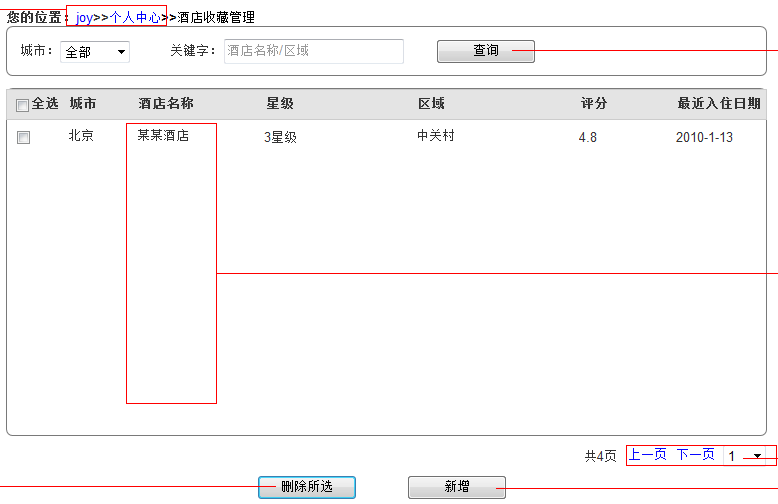 您的位置：joy>>个人中心>>酒店收藏管理
城市： 全部 关键字： 酒店名称/区域 查询
全选 城市 酒店名称 星级 区域 评分 最近入住日期
北京 某某酒店 3星级 中关村 4.8 2010-1-13
共4页 上一页 下一页 1
删除所选 新增